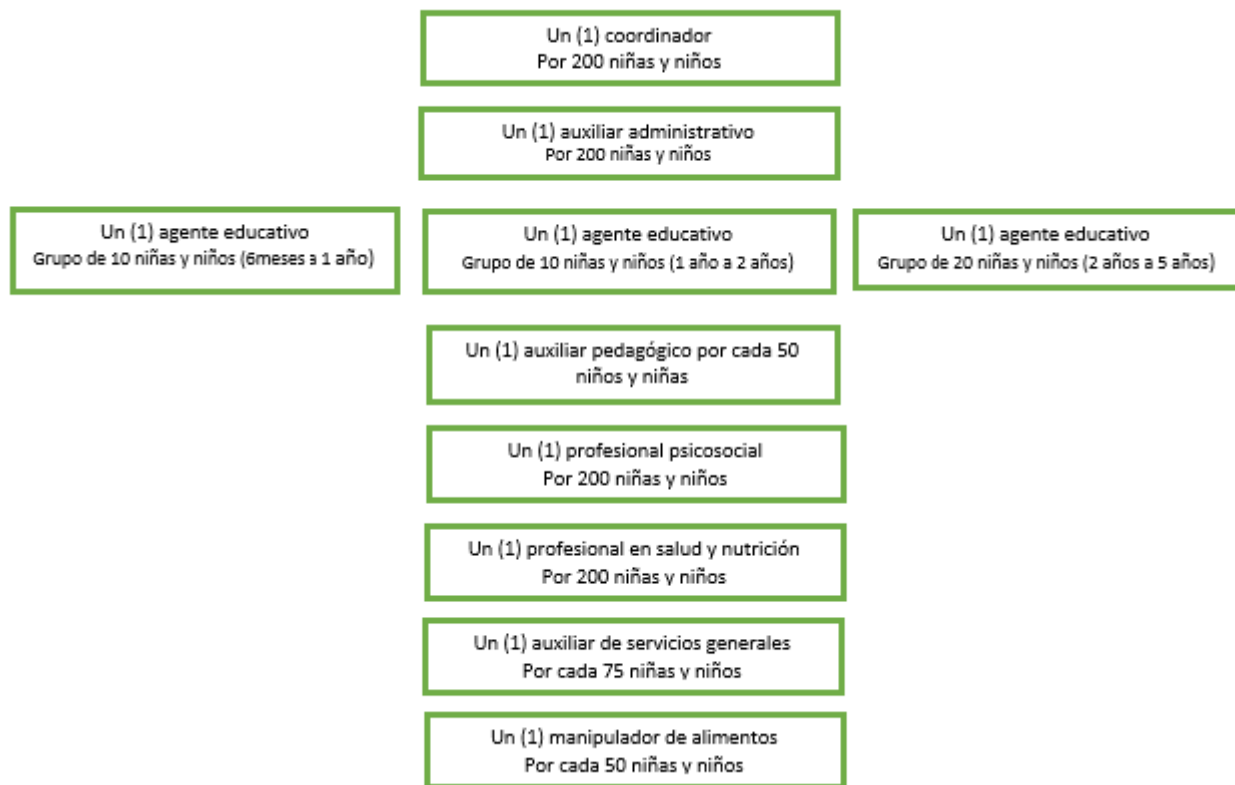 Un (1) coordinador
Por 200 niñas y niños
Un (1) auxiliar administrativo
Por 200 niñas y niños
Un (1) agente educativo
Grupo de 10 niñas y niños (6meses a 1 año)
Un (1) agente educativo
Grupo de 10 niñas y niños (1 año a 2 años)
Un (1) agente educativo
Grupo de 20 niñas y niños (2 años a 5 años)
Un (1) auxiliar pedagógico por cada 50
niños y niñas
Un (1) profesional psicosocial
Por 200 niñas y niños
Un (1) profesional en salud y nutrición
Por 200 niñas y niños
Un (1) auxiliar de servicios generales
Por cada 75 niñas y niños
Un (1) manipulador de alimentos
Por cada 50 niñas y niños